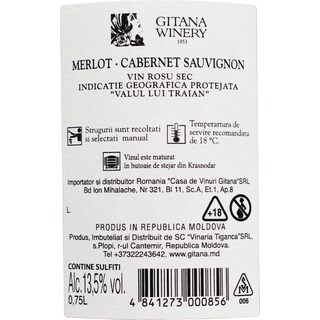 GITANA
WINERY
1953
MERLOT · CABERNET SAUVIGNON
VIN ROSU SEC
INDICATIE GEOGRAFICA PROTEJATA
"VALUL LUI TRAIAN"
Strugurii sunt recoltati
si selectati manual
Temperatura de
servire recomandata
de 18 °C.
Vinul este maturat
in butoaie de stejar din Krasnodar
Importator si distribuitor Romania "Casa de Vinuri Gitana"SRL
Bd Ion Mihalache, Nr 321, Bl 11, Sc.A, Et.1, Ap.8
L.
+18
PRODUS IN REPUBLICA MOLDOVA
Produs, Imbuteliat si Distribuit de SC "Vinaria Tiganca"SRL,
s.Plopi, r-ul Cantemir, Republica Moldova
Tel +37322243642, www.gitana.md
CONTINE SULFITI
Alc.13,5% vol.
0,75L
4 841273 000856
SM
006